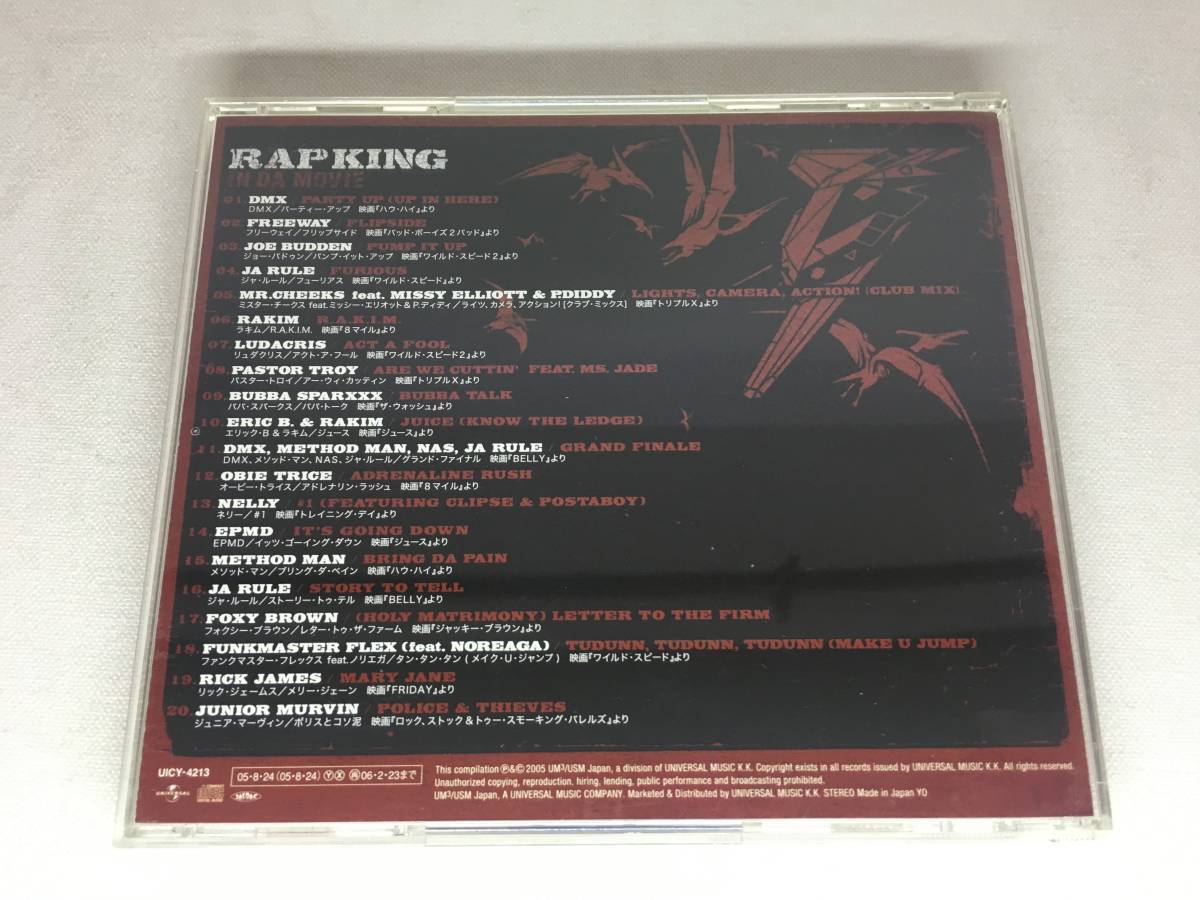 RAP KING
IN DA MOVIE
01. DMX / PARTY UP (UP IN HERE)
DMX/パーティー・アップ 映画『ハウ・ハイ』より
02. FREEWAY / FLIPSIDE
フリーウェイ/フリップサイド 映画『バッド・ボーイズ2バッド』より
03. JOE BUDDEN / PUMP IT UP
ジョー・バドゥン/パンプ・イット・アップ 映画『ワイルド・スピード2』より
04. JA RULE / FURIOUS
ジャ・ルール/フューリアス 映画『ワイルド・スピード』より
05. MR.CHEEKS feat. MISSY ELLIOTT & P.DIDDY / LIGHTS, CAMERA, ACTION! [CLUB MIX]
ミスター・チークス feat.ミッシー・エリオット&P.ディディ/ライツ、カメラ、アクション! [クラブ・ミックス] 映画『トリプルX』より
06. RAKIM / R.A.K.I.M.
ラキム/R.A.K.I.M. 映画『8マイル』より
07. LUDACRIS / ACT A FOOL
リュダクリス/アクト・ア・フール 映画『ワイルド・スピード2』より
08. PASTOR TROY / ARE WE CUTTIN' FEAT. MS. JADE
パスター・トロイ/アー・ウィ・カッティン 映画『トリプルX』より
09. BUBBA SPARXXX / BUBBA TALK
ババ・スパークス/ババ・トーク 映画『ザ・ウォッシュ』より
10. ERIC B. & RAKIM / JUICE (KNOW THE LEDGE)
エリック・B & ラキム/ジュース 映画『ジュース』より
11. DMX, METHOD MAN, NAS, JA RULE / GRAND FINALE
DMX、メソッド・マン、NAS、ジャ・ルール/グランド・ファイナル 映画『BELLY』より
12. OBIE TRICE / ADRENALINE RUSH
オービー・トライス/アドレナリン・ラッシュ 映画『8マイル』より
13. NELLY / #1 (FEATURING CLIPSE & POSTABOY)
ネリー/#1 映画『トレイニング・デイ』より
14. EPMD / IT'S GOING DOWN
EPMD/イッツ・ゴーイング・ダウン 映画『ジュース』より
15. METHOD MAN / BRING DA PAIN
メソッド・マン/ブリング・ダ・ペイン 映画『ハウ・ハイ』より
16. JA RULE / STORY TO TELL
ジャ・ルール/ストーリー・トゥ・テル 映画『BELLY』より
17. FOXY BROWN / (HOLY MATRIMONY) LETTER TO THE FIRM
フォクシー・ブラウン/レター・トゥ・ザ・ファーム 映画『ジャッキー・ブラウン』より
18. FUNKMASTER FLEX (feat. NOREAGA) / TUDUNN, TUDUNN, TUDUNN (MAKE U JUMP)
ファンクマスター・フレックス feat.ノリエガ/タン・タン・タン (メイク・U・ジャンプ) 映画『ワイルド・スピード』より
19. RICK JAMES / MARY JANE
リック・ジェームス/メリー・ジェーン 映画『FRIDAY』より
20. JUNIOR MURVIN / POLICE & THIEVES
ジュニア・マーヴィン/ポリスとコソ泥 映画『ロック、ストック&トゥー・スモーキング・バレルズ』より
UICY-4213
UNIVERSAL
05・8・24 (05・8・24) Ⓨ Ⓧ 再 06・2・23まで
This compilation ℗&© 2005 UM³/USM Japan, a division of UNIVERSAL MUSIC K.K. Copyright exists in all records issued by UNIVERSAL MUSIC K.K. All rights reserved.
Unauthorized copying, reproduction, hiring, lending, public performance and broadcasting prohibited.
UM³/USM Japan, A UNIVERSAL MUSIC COMPANY. Marketed & Distributed by UNIVERSAL MUSIC K.K. STEREO Made in Japan YO